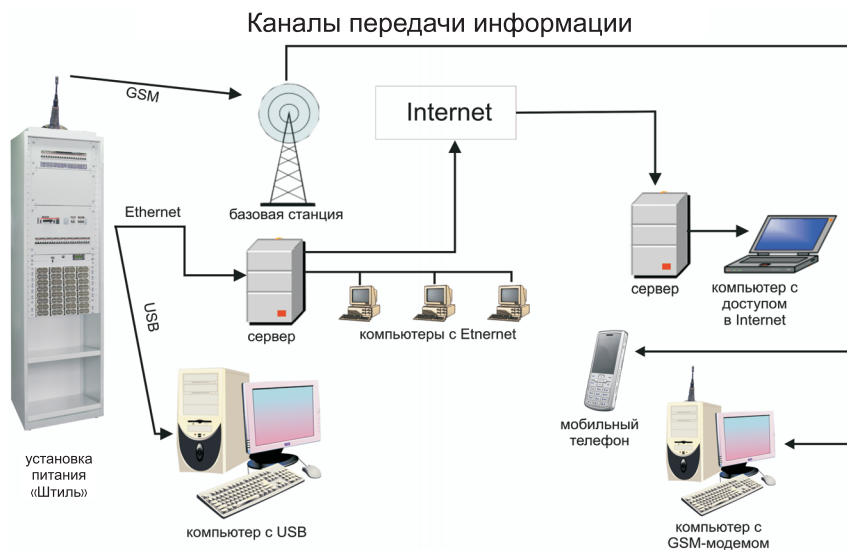 Каналы передачи информации
GSM
Internet
базовая станция
Ethernet
USB
сервер
компьютеры с Etnernet
сервер
компьютер с
доступом
в Internet
мобильный
телефон
установка
питания
«Штиль»
компьютер с USB
компьютер с
GSM-модемом